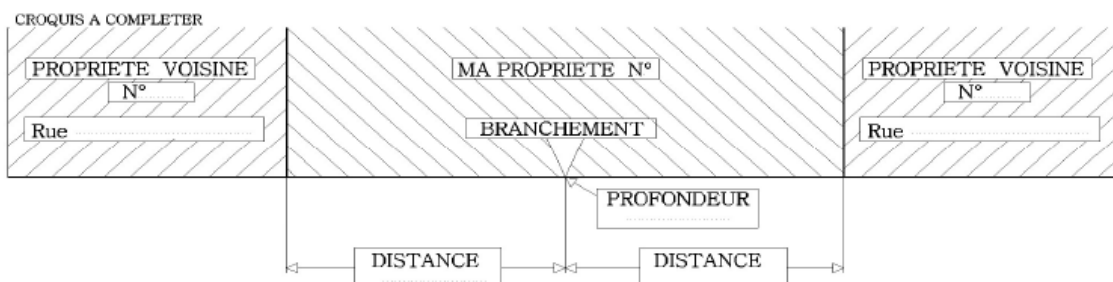 CROQUIS A COMPLETER
PROPRIETE VOISINE
N°
Rue
MA PROPRIETE N°
BRANCHEMENT
PROPRIETE VOISINE
N°
Rue
PROFONDEUR
DISTANCE
DISTANCE